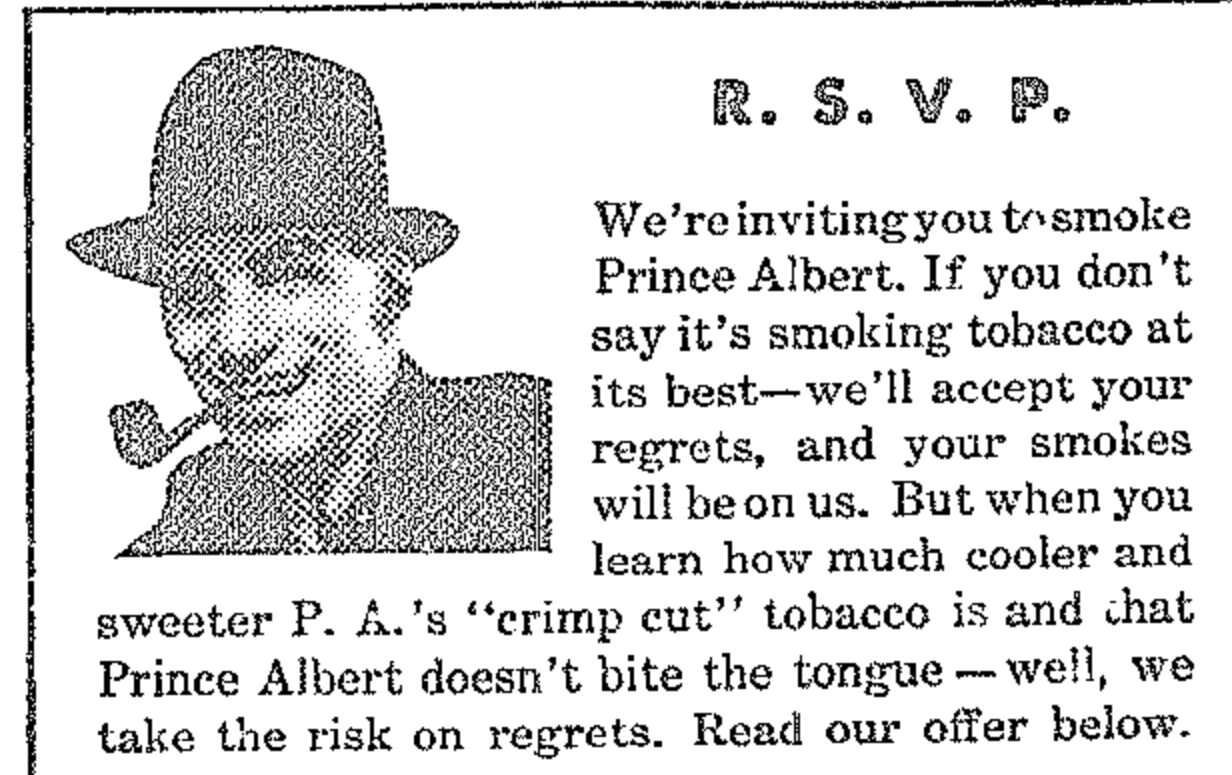 R. S. V. P.
We're inviting you to smoke
Prince Albert. If you don't
say it's smoking tobacco at
its best—we'll accept your
regrets, and your smokes
will be on us. But when you
learn how much cooler and
sweeter P. A.'s "crimp cut" tobacco is and that
Prince Albert doesn't bite the tongue—well, we
take the risk on regrets. Read our offer below.